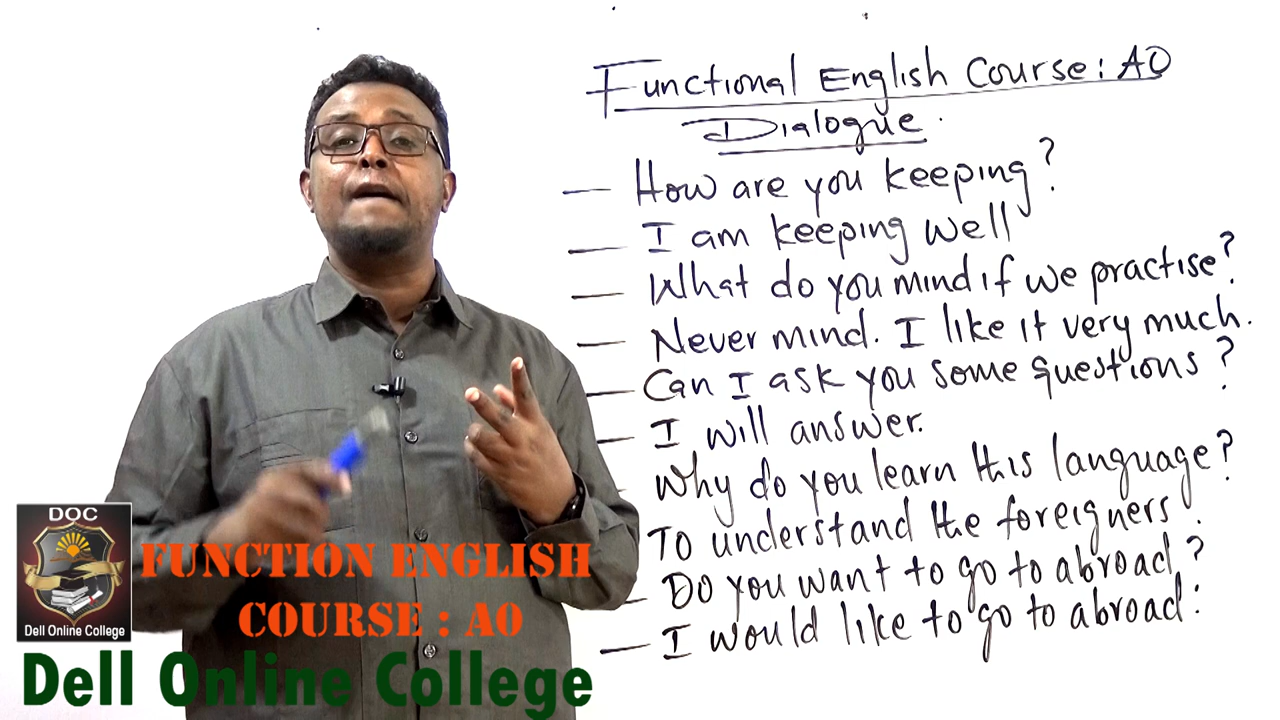 Functional English Course: A0
Dialogue.
— How are you keeping?
— I am keeping well
— What do you mind if we practise?
— Never mind. I like it very much.
— Can I ask you some questions?
— I will answer.
— Why do you learn this language?
To understand the foreigners.
— Do you want to go to abroad?
— I would like to go to abroad.
DOC
Dell Online College
FUNCTION ENGLISH
COURSE : A0
Dell Online College